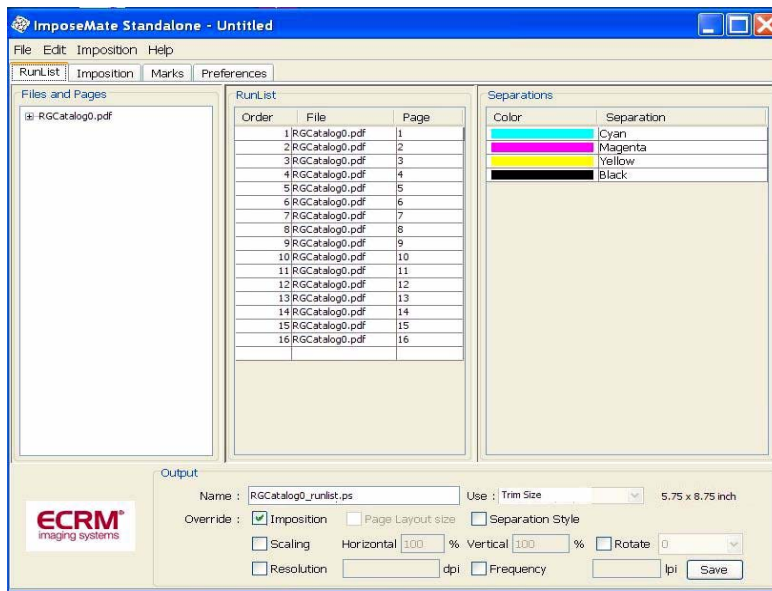 ImposeMate Standalone - Untitled
File Edit Imposition Help
RunList Imposition Marks Preferences
Files and Pages
RGCatalog0.pdf
RunList
Order File Page
1 RGCatalog0.pdf 1
2 RGCatalog0.pdf 2
3 RGCatalog0.pdf 3
4 RGCatalog0.pdf 4
5 RGCatalog0.pdf 5
6 RGCatalog0.pdf 6
7 RGCatalog0.pdf 7
8 RGCatalog0.pdf 8
9 RGCatalog0.pdf 9
10 RGCatalog0.pdf 10
11 RGCatalog0.pdf 11
12 RGCatalog0.pdf 12
13 RGCatalog0.pdf 13
14 RGCatalog0.pdf 14
15 RGCatalog0.pdf 15
16 RGCatalog0.pdf 16
Separations
Color Separation
Cyan
Magenta
Yellow
Black
ECRM®
imaging systems
Output
Name : RGCatalog0_runlist.ps Use : Trim Size 5.75 x 8.75 inch
Override : Imposition Page Layout size Separation Style
Scaling Horizontal 100 % Vertical 100 % Rotate 0
Resolution dpi Frequency lpi Save